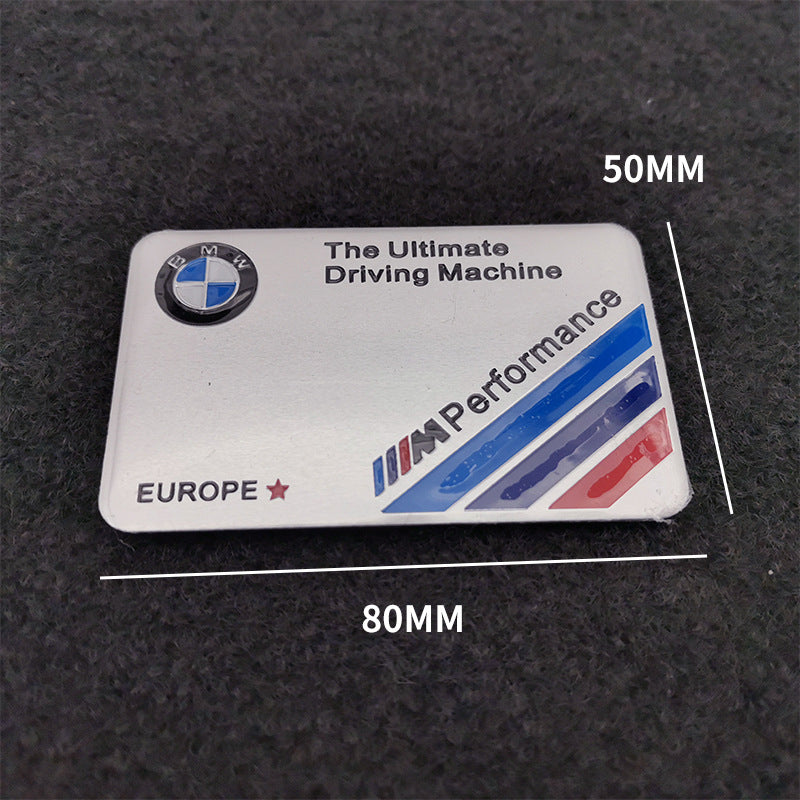 50MM
BMW
The Ultimate
Driving Machine
M Performance
EUROPE
80MM